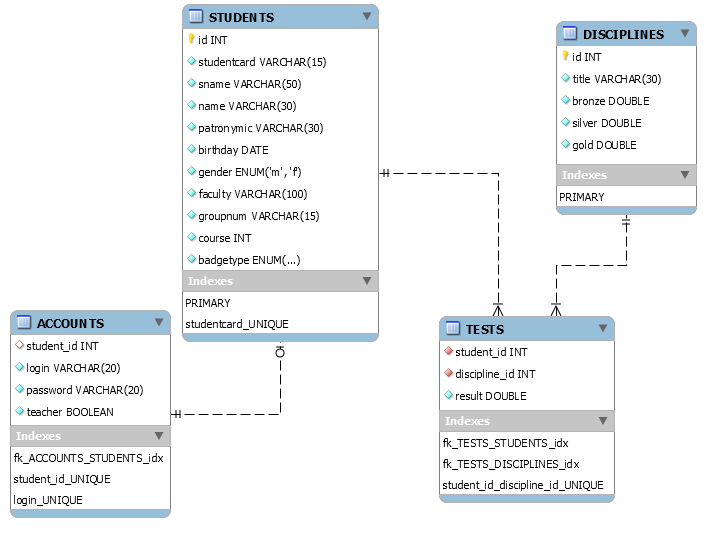 STUDENTS
id INT
studentcard VARCHAR(15)
sname VARCHAR(50)
name VARCHAR(30)
patronymic VARCHAR(30)
birthday DATE
gender ENUM('m', 'f')
faculty VARCHAR(100)
groupnum VARCHAR(15)
course INT
badgetype ENUM(...)
Indexes
PRIMARY
studentcard_UNIQUE
DISCIPLINES
id INT
title VARCHAR(30)
bronze DOUBLE
silver DOUBLE
gold DOUBLE
Indexes
PRIMARY
ACCOUNTS
student_id INT
login VARCHAR(20)
password VARCHAR(20)
teacher BOOLEAN
Indexes
fk_ACCOUNTS_STUDENTS_idx
student_id_UNIQUE
login_UNIQUE
TESTS
student_id INT
discipline_id INT
result DOUBLE
Indexes
fk_TESTS_STUDENTS_idx
fk_TESTS_DISCIPLINES_idx
student_id_discipline_id_UNIQUE